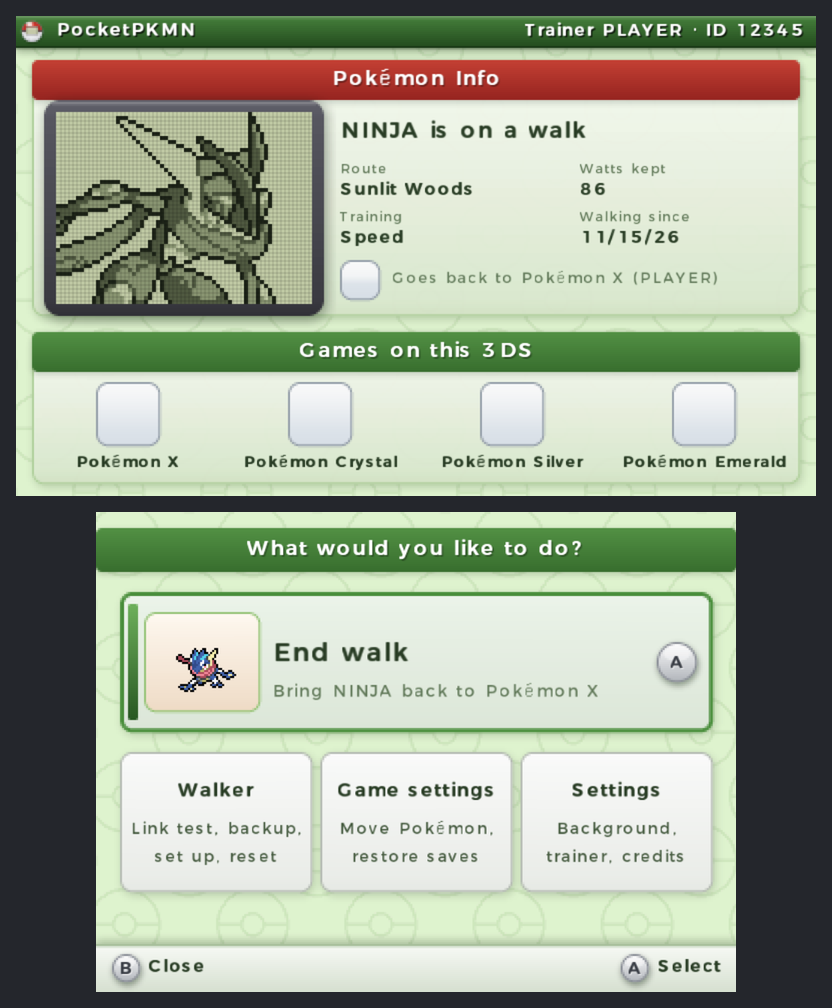 PocketPKMN
Trainer PLAYER · ID 12345
Pokémon Info
NINJA is on a walk
Route
Sunlit Woods
Watts kept
86
Training
Speed
Walking since
11/15/26
Goes back to Pokémon X (PLAYER)
Games on this 3DS
Pokémon X
Pokémon Crystal
Pokémon Silver
Pokémon Emerald
What would you like to do?
End walk
Bring NINJA back to Pokémon X
A
Walker
Link test, backup,
set up, reset
Game settings
Move Pokémon,
restore saves
Settings
Background,
trainer, credits
B Close
A Select